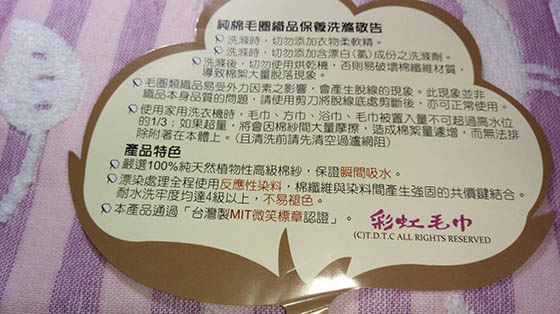 純棉毛圈織品保養洗滌敬告
◎洗滌時，切勿添加衣物柔軟精。
◎洗滌時，切勿添加含漂白(氯)成份之洗滌劑。
◎洗滌後，切勿使用烘乾機，否則易破壞棉纖維材質，
導致棉絮大量脫落現象。
◎毛圈類織品易受外力因素之影響，會產生脫線的現象。此現象並非
織品本身品質的問題，請使用剪刀將脫線底處剪斷後，亦可正常使用。
◎使用家用洗衣機時，毛巾、方巾、浴巾、毛巾被置入量不可超過高水位
的1/3；如果超量，將會因棉紗間大量摩擦，造成棉絮量遽增，而無法排
除附著在本體上。（且清洗前請先清空過濾網阻）
產品特色
◎嚴選100%純天然植物性高級棉紗，保證瞬間吸水。
◎漂染處理全程使用反應性染料，棉纖維與染料間產生強固的共價鍵結合。
耐水洗牢度均達4級以上，不易褪色。
◎本產品通過「台灣製MIT微笑標章認證」。
彩虹毛巾
(C)T.D.T.C ALL RIGHTS RESERVED